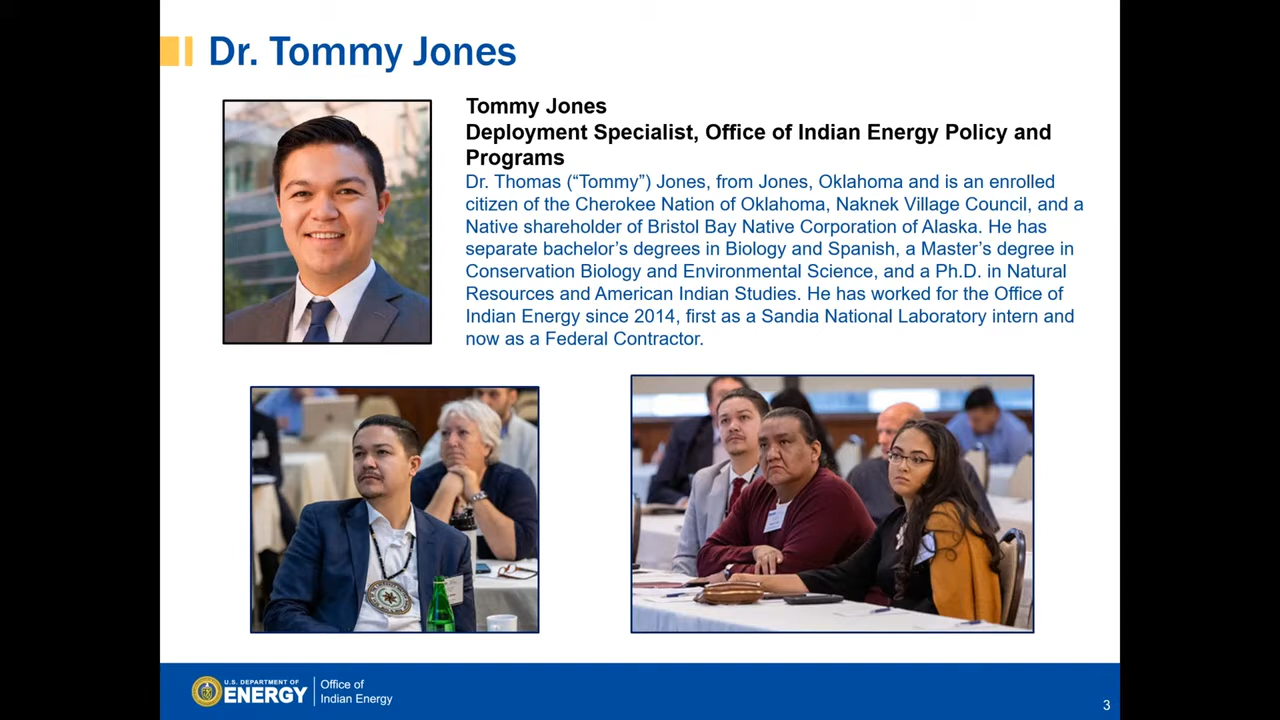 Dr. Tommy Jones
Tommy Jones
Deployment Specialist, Office of Indian Energy Policy and
Programs
Dr. Thomas (“Tommy”) Jones, from Jones, Oklahoma and is an enrolled
citizen of the Cherokee Nation of Oklahoma, Naknek Village Council, and a
Native shareholder of Bristol Bay Native Corporation of Alaska. He has
separate bachelor’s degrees in Biology and Spanish, a Master’s degree in
Conservation Biology and Environmental Science, and a Ph.D. in Natural
Resources and American Indian Studies. He has worked for the Office of
Indian Energy since 2014, first as a Sandia National Laboratory intern and
now as a Federal Contractor.
U.S. DEPARTMENT OF
ENERGY
Office of
Indian Energy
3